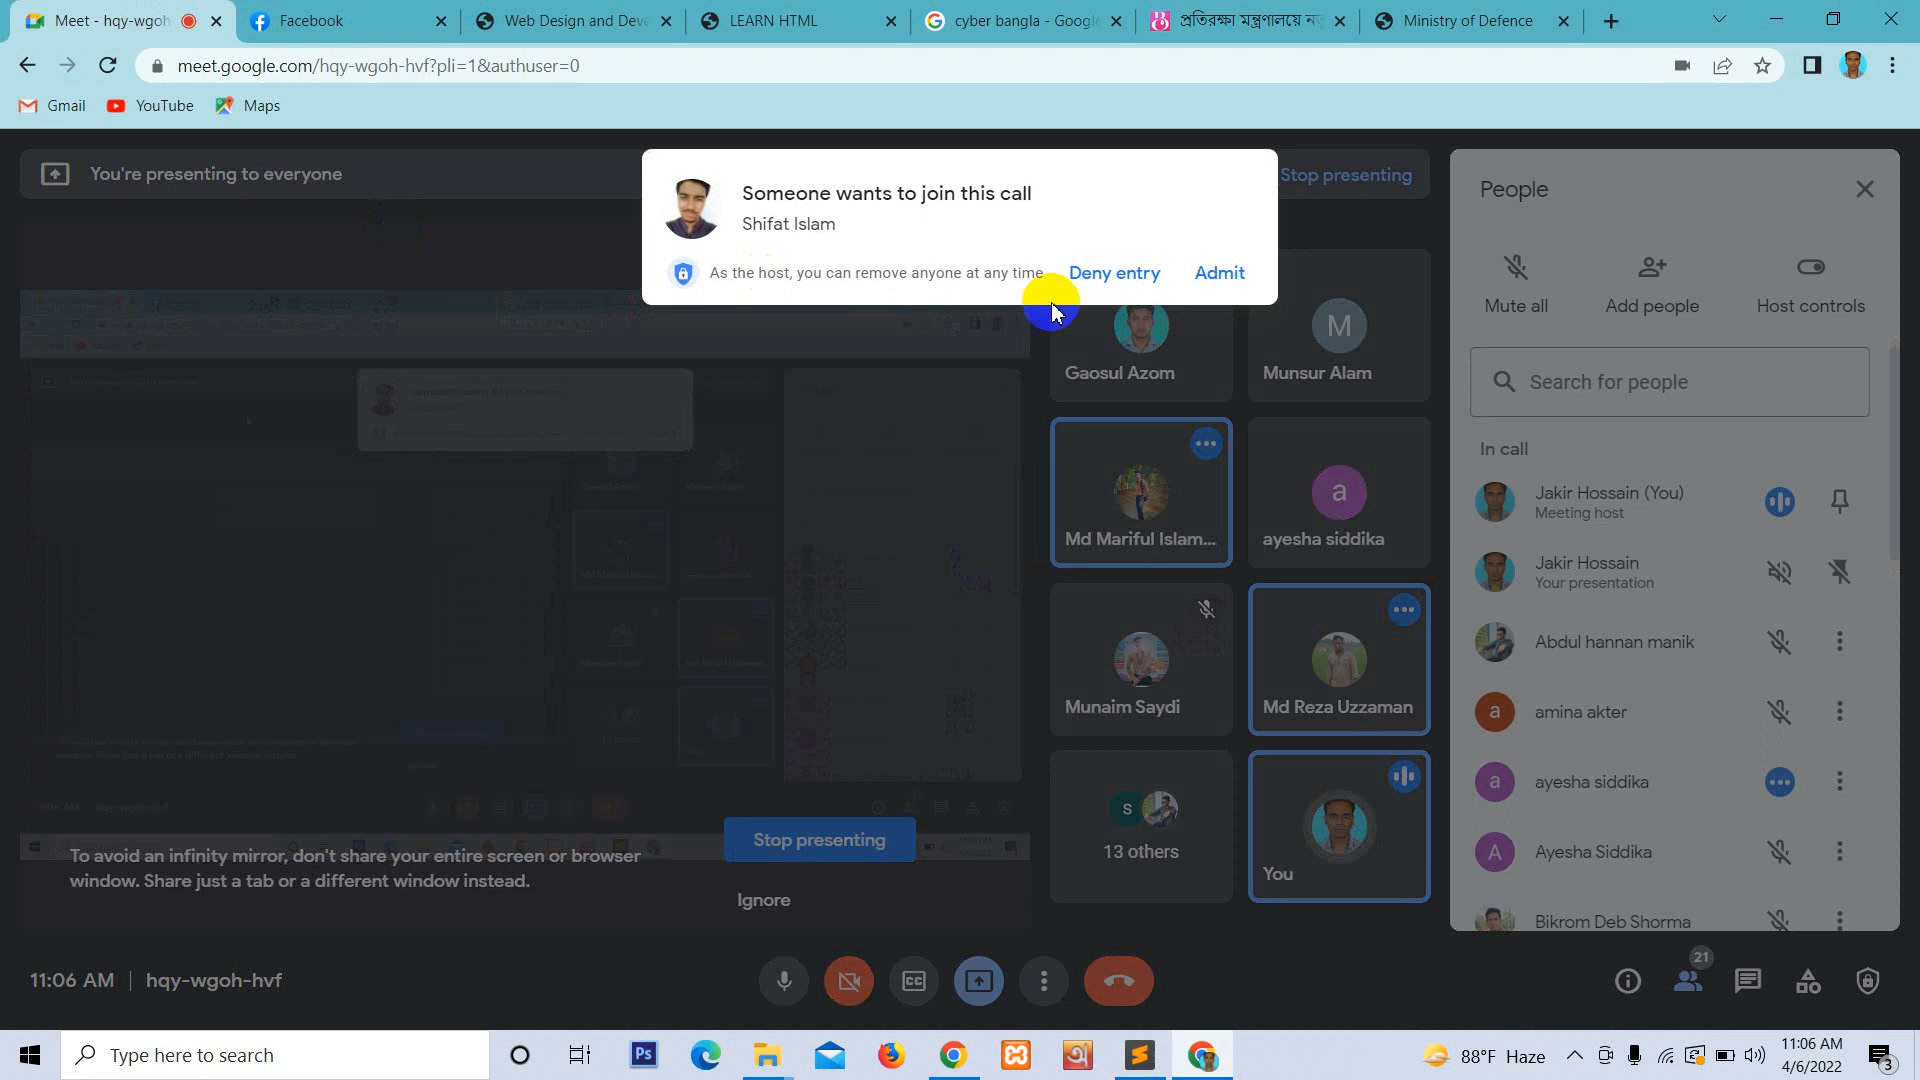 Meet - hqy-wgoh
Facebook
Web Design and Deve
LEARN HTML
cyber bangla - Google
প্রতিরক্ষা মন্ত্রণালয়ে নতু
Ministry of Defence
meet.google.com/hqy-wgoh-hvf?pli=1&authuser=0
Gmail
YouTube
Maps
You're presenting to everyone
Stop presenting
Someone wants to join this call
Shifat Islam
As the host, you can remove anyone at any time
Deny entry
Admit
Gaosul Azom
M
Munsur Alam
Md Mariful Islam...
a
ayesha siddika
Munaim Saydi
Md Reza Uzzaman
S
13 others
You
To avoid an infinity mirror, don't share your entire screen or browser
window. Share just a tab or a different window instead.
Stop presenting
Ignore
People
Mute all
Add people
Host controls
Search for people
In call
Jakir Hossain (You)
Meeting host
Jakir Hossain
Your presentation
Abdul hannan manik
a
amina akter
a
ayesha siddika
A
Ayesha Siddika
Bikrom Deb Shorma
11:06 AM | hqy-wgoh-hvf
CC
21
Type here to search
Ps
অ
88°F Haze
11:06 AM
4/6/2022
3